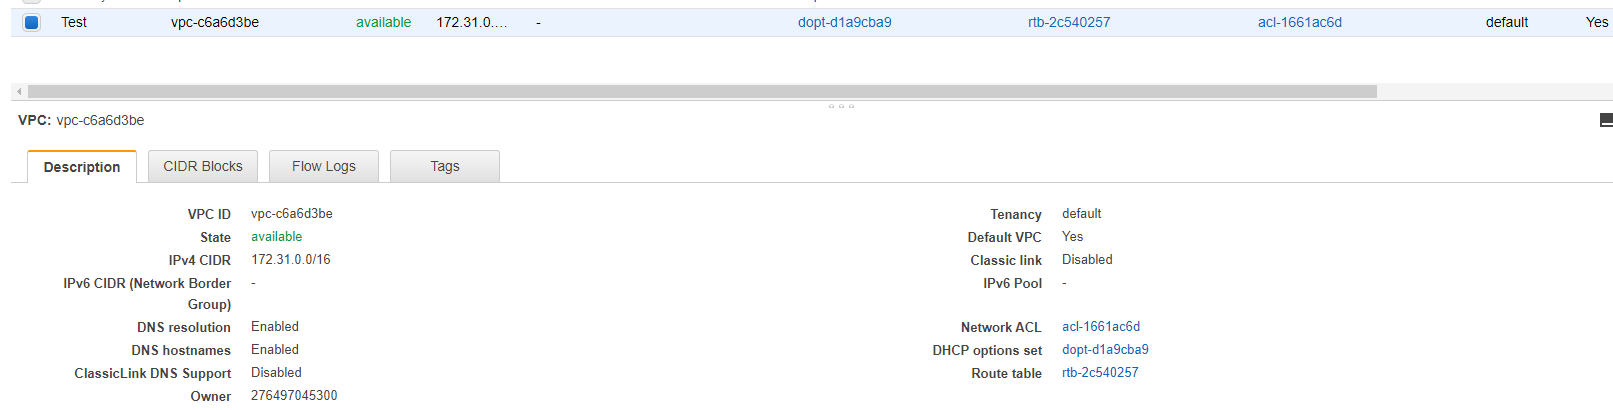 Test vpc-c6a6d3be available 172.31.0.... - dopt-d1a9cba9 rtb-2c540257 acl-1661ac6d default Yes
VPC: vpc-c6a6d3be
Description CIDR Blocks Flow Logs Tags
VPC ID vpc-c6a6d3be Tenancy default
State available Default VPC Yes
IPv4 CIDR 172.31.0.0/16 Classic link Disabled
IPv6 CIDR (Network Border - IPv6 Pool -
Group)
DNS resolution Enabled Network ACL acl-1661ac6d
DNS hostnames Enabled DHCP options set dopt-d1a9cba9
ClassicLink DNS Support Disabled Route table rtb-2c540257
Owner 276497045300